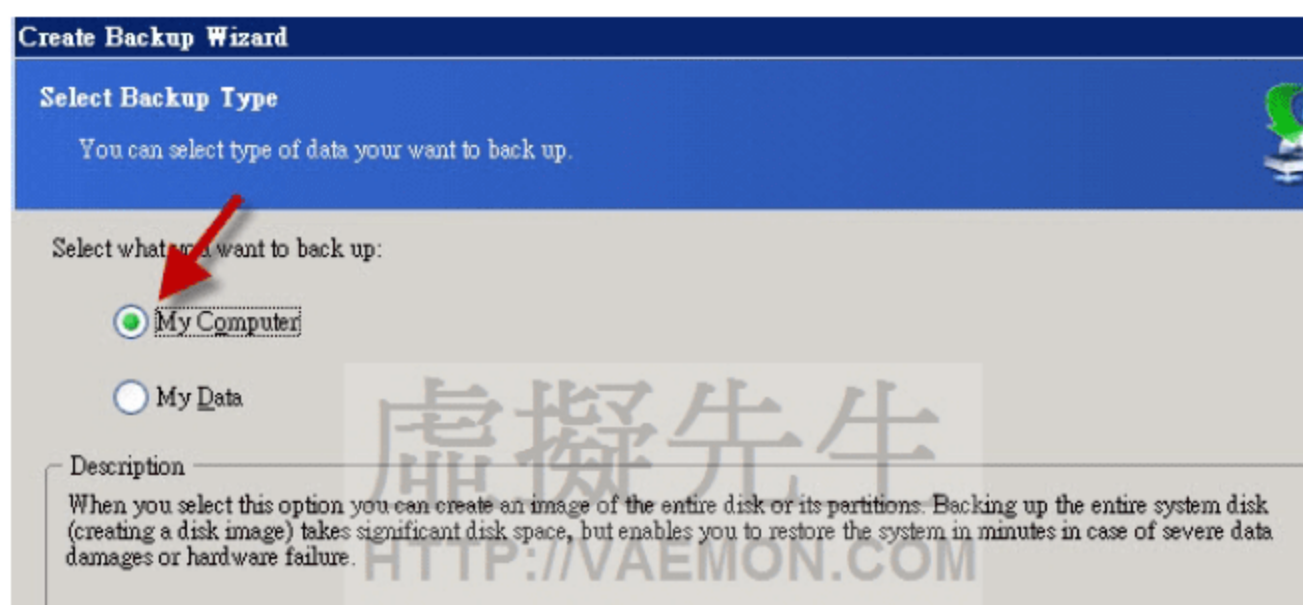 Create Backup Wizard
Select Backup Type
You can select type of data your want to back up.
Select what you want to back up:
My Computer
My Data
Description
When you select this option you can create an image of the entire disk or its partitions. Backing up the entire system disk
(creating a disk image) takes significant disk space, but enables you to restore the system in minutes in case of severe data
damages or hardware failure.
虛擬先生
HTTP://VAEMON.COM